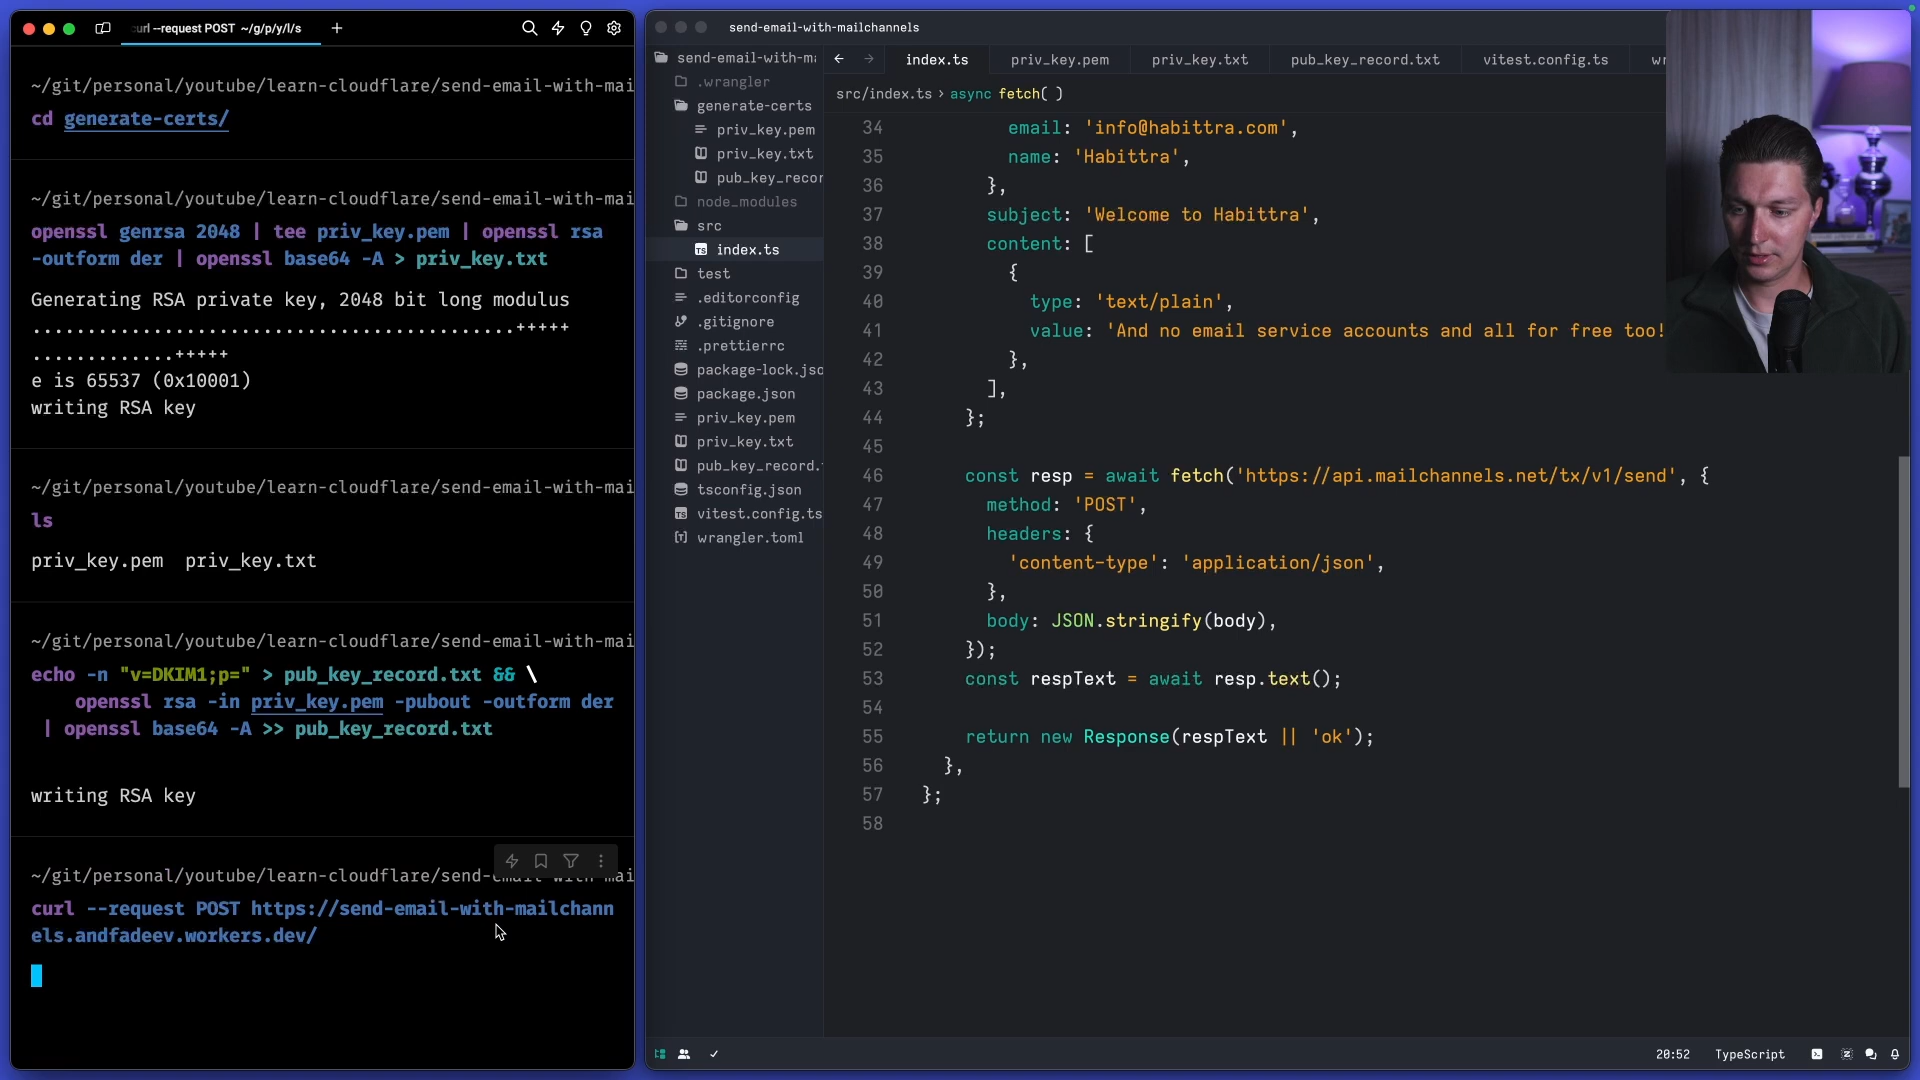 curl --request POST ~/g/p/y/l/s
~/git/personal/youtube/learn-cloudflare/send-email-with-mai
cd generate-certs/
~/git/personal/youtube/learn-cloudflare/send-email-with-mai
openssl genrsa 2048 | tee priv_key.pem | openssl rsa
-outform der | openssl base64 -A > priv_key.txt
Generating RSA private key, 2048 bit long modulus
............................................+++++
.............+++++
e is 65537 (0x10001)
writing RSA key
~/git/personal/youtube/learn-cloudflare/send-email-with-mai
ls
priv_key.pem  priv_key.txt
~/git/personal/youtube/learn-cloudflare/send-email-with-mai
echo -n "v=DKIM1;p=" > pub_key_record.txt && \
    openssl rsa -in priv_key.pem -pubout -outform der
 | openssl base64 -A >> pub_key_record.txt
writing RSA key
~/git/personal/youtube/learn-cloudflare/send-email-with-mai
curl --request POST https://send-email-with-mailchann
els.andfadeev.workers.dev/
send-email-with-mailchannels
send-email-with-ma
.wrangler
generate-certs
priv_key.pem
priv_key.txt
pub_key_recor
node_modules
src
index.ts
test
.editorconfig
.gitignore
.prettierrc
package-lock.jso
package.json
priv_key.pem
priv_key.txt
pub_key_record.t
tsconfig.json
vitest.config.ts
wrangler.toml
index.ts priv_key.pem priv_key.txt pub_key_record.txt vitest.config.ts wr
src/index.ts > async fetch( )
34 email: 'info@habittra.com',
35 name: 'Habittra',
36 },
37 subject: 'Welcome to Habittra',
38 content: [
39 {
40 type: 'text/plain',
41 value: 'And no email service accounts and all for free too!
42 },
43 ],
44 };
45
46 const resp = await fetch('https://api.mailchannels.net/tx/v1/send', {
47 method: 'POST',
48 headers: {
49 'content-type': 'application/json',
50 },
51 body: JSON.stringify(body),
52 });
53 const respText = await resp.text();
54
55 return new Response(respText || 'ok');
56 },
57 };
58
20:52 TypeScript